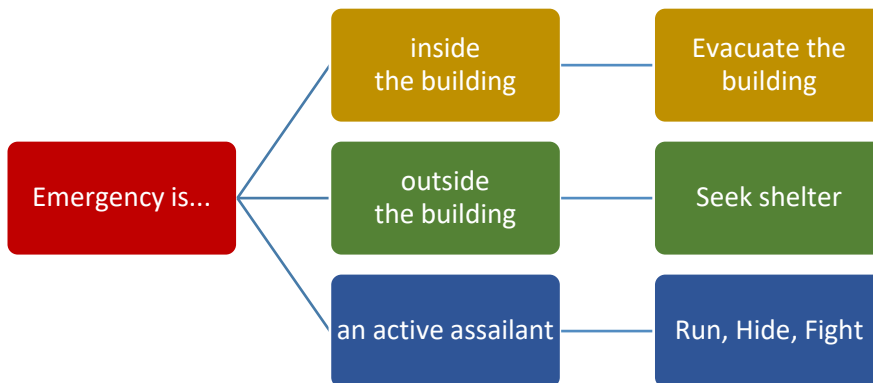 Emergency is...
inside
the building
Evacuate the
building
outside
the building
Seek shelter
an active assailant
Run, Hide, Fight